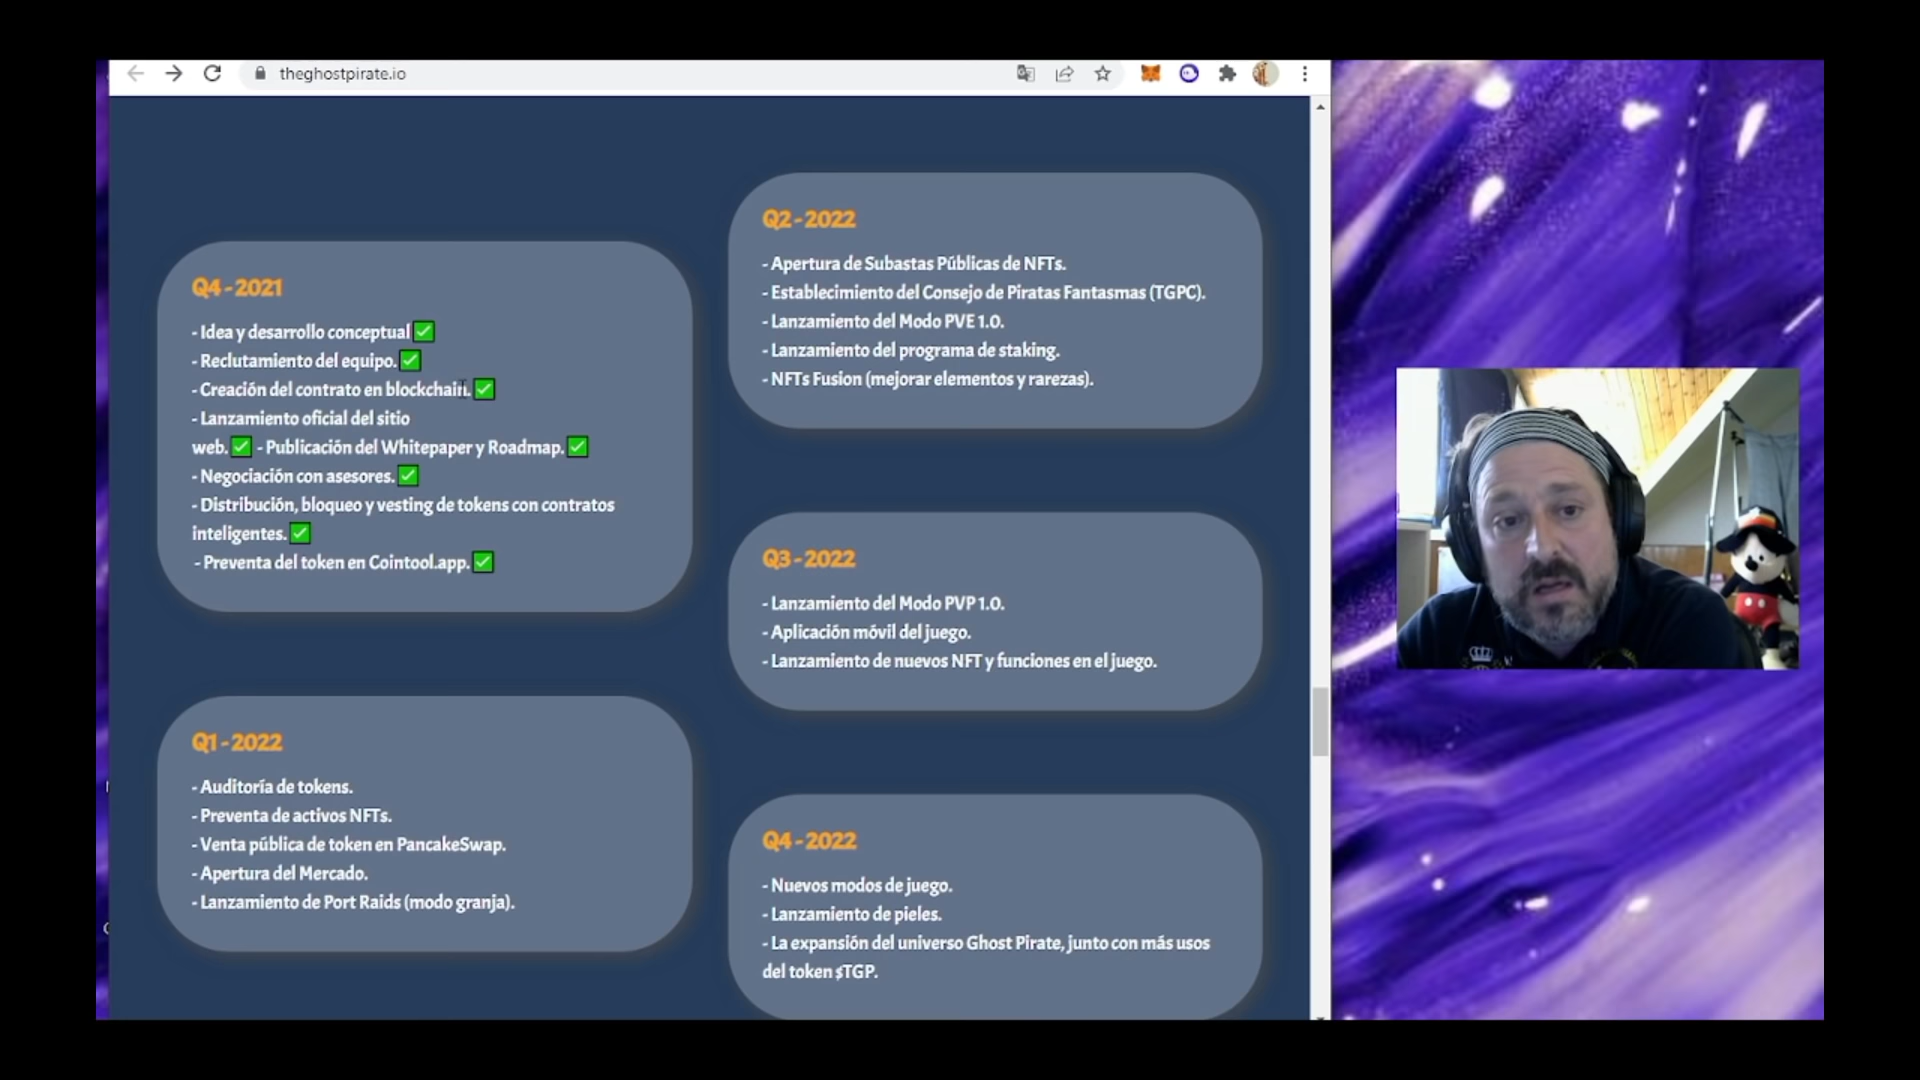 theghostpirate.io
Q4 - 2021
- Idea y desarrollo conceptual ✅
- Reclutamiento del equipo. ✅
- Creación del contrato en blockchain. ✅
- Lanzamiento oficial del sitio
web. ✅ - Publicación del Whitepaper y Roadmap. ✅
- Negociación con asesores. ✅
- Distribución, bloqueo y vesting de tokens con contratos
inteligentes. ✅
- Preventa del token en Cointool.app. ✅
Q1 - 2022
- Auditoría de tokens.
- Preventa de activos NFTs.
- Venta pública de token en PancakeSwap.
- Apertura del Mercado.
- Lanzamiento de Port Raids (modo granja).
Q2 - 2022
- Apertura de Subastas Públicas de NFTs.
- Establecimiento del Consejo de Piratas Fantasmas (TGPC).
- Lanzamiento del Modo PVE 1.0.
- Lanzamiento del programa de staking.
- NFTs Fusion (mejorar elementos y rarezas).
Q3 - 2022
- Lanzamiento del Modo PVP 1.0.
- Aplicación móvil del juego.
- Lanzamiento de nuevos NFT y funciones en el juego.
Q4 - 2022
- Nuevos modos de juego.
- Lanzamiento de pieles.
- La expansión del universo Ghost Pirate, junto con más usos
del token $TGP.